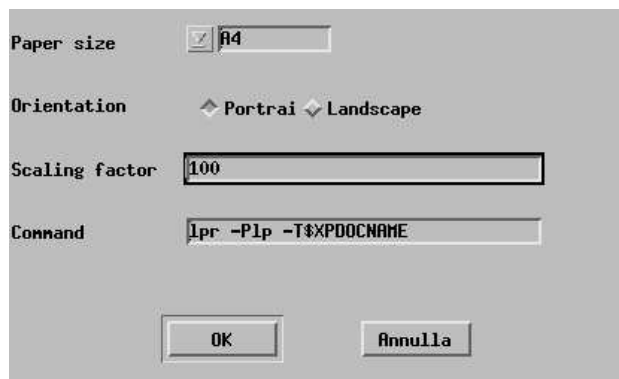 Paper size A4
Orientation Portrai Landscape
Scaling factor 100
Command lpr -Plp -T$XPDOCNAME
OK Annulla